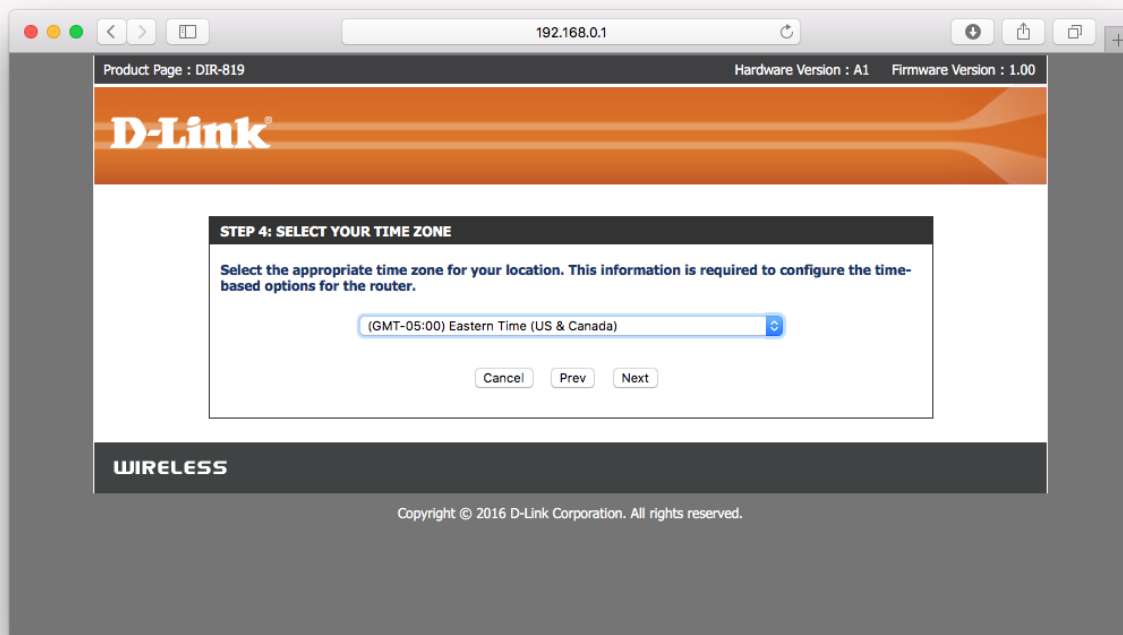 192.168.0.1
Product Page : DIR-819 Hardware Version : A1 Firmware Version : 1.00
D-Link®
STEP 4: SELECT YOUR TIME ZONE
Select the appropriate time zone for your location. This information is required to configure the time-
based options for the router.
(GMT-05:00) Eastern Time (US & Canada)
Cancel Prev Next
WIRELESS
Copyright © 2016 D-Link Corporation. All rights reserved.